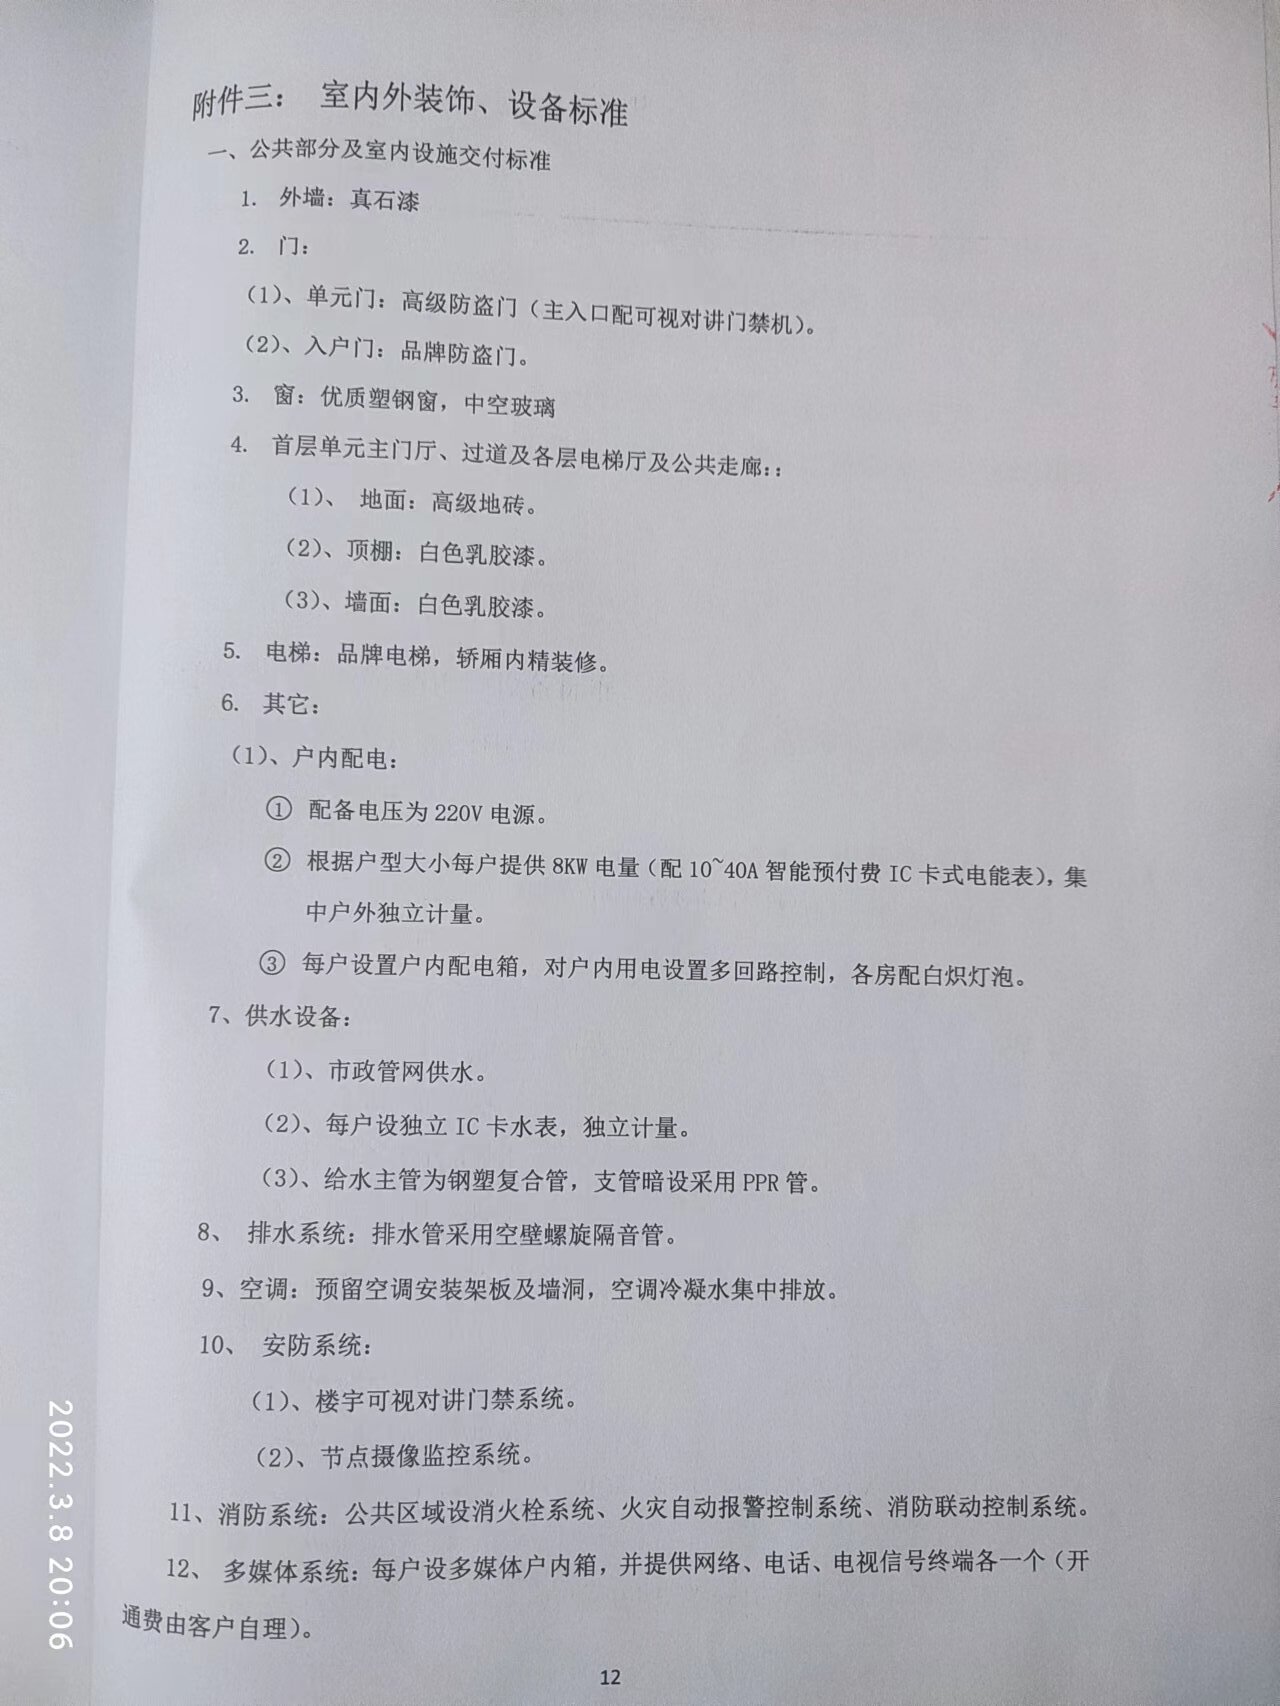 附件三： 室内外装饰、设备标准
一、公共部分及室内设施交付标准
1. 外墙：真石漆
2. 门：
（1）、单元门：高级防盗门（主入口配可视对讲门禁机）。
（2）、入户门：品牌防盗门。
3. 窗：优质塑钢窗，中空玻璃
4. 首层单元主门厅、过道及各层电梯厅及公共走廊：：
（1）、 地面：高级地砖。
（2）、顶棚：白色乳胶漆。
（3）、墙面：白色乳胶漆。
5. 电梯：品牌电梯，轿厢内精装修。
6. 其它：
（1）、户内配电：
① 配备电压为 220V 电源。
② 根据户型大小每户提供 8KW 电量（配 10~40A 智能预付费 IC 卡式电能表），集
中户外独立计量。
③ 每户设置户内配电箱，对户内用电设置多回路控制，各房配白炽灯泡。
7、供水设备：
（1）、市政管网供水。
（2）、每户设独立 IC 卡水表，独立计量。
（3）、给水主管为钢塑复合管，支管暗设采用 PPR 管。
8、 排水系统：排水管采用空壁螺旋隔音管。
9、空调：预留空调安装架板及墙洞，空调冷凝水集中排放。
10、 安防系统：
（1）、楼宇可视对讲门禁系统。
（2）、节点摄像监控系统。
11、消防系统：公共区域设消火栓系统、火灾自动报警控制系统、消防联动控制系统。
12、 多媒体系统：每户设多媒体户内箱，并提供网络、电话、电视信号终端各一个（开
通费由客户自理）。
12
2022.3.8 20:06